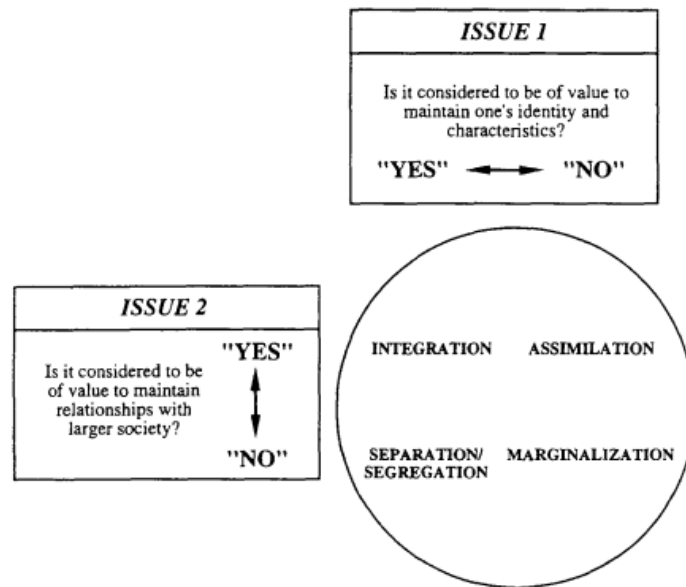 ISSUE 1
Is it considered to be of value to
maintain one's identity and
characteristics?
"YES" "NO"
ISSUE 2
"YES"
Is it considered to be
of value to maintain
relationships with
larger society?
"NO"
INTEGRATION ASSIMILATION
SEPARATION/ MARGINALIZATION
SEGREGATION